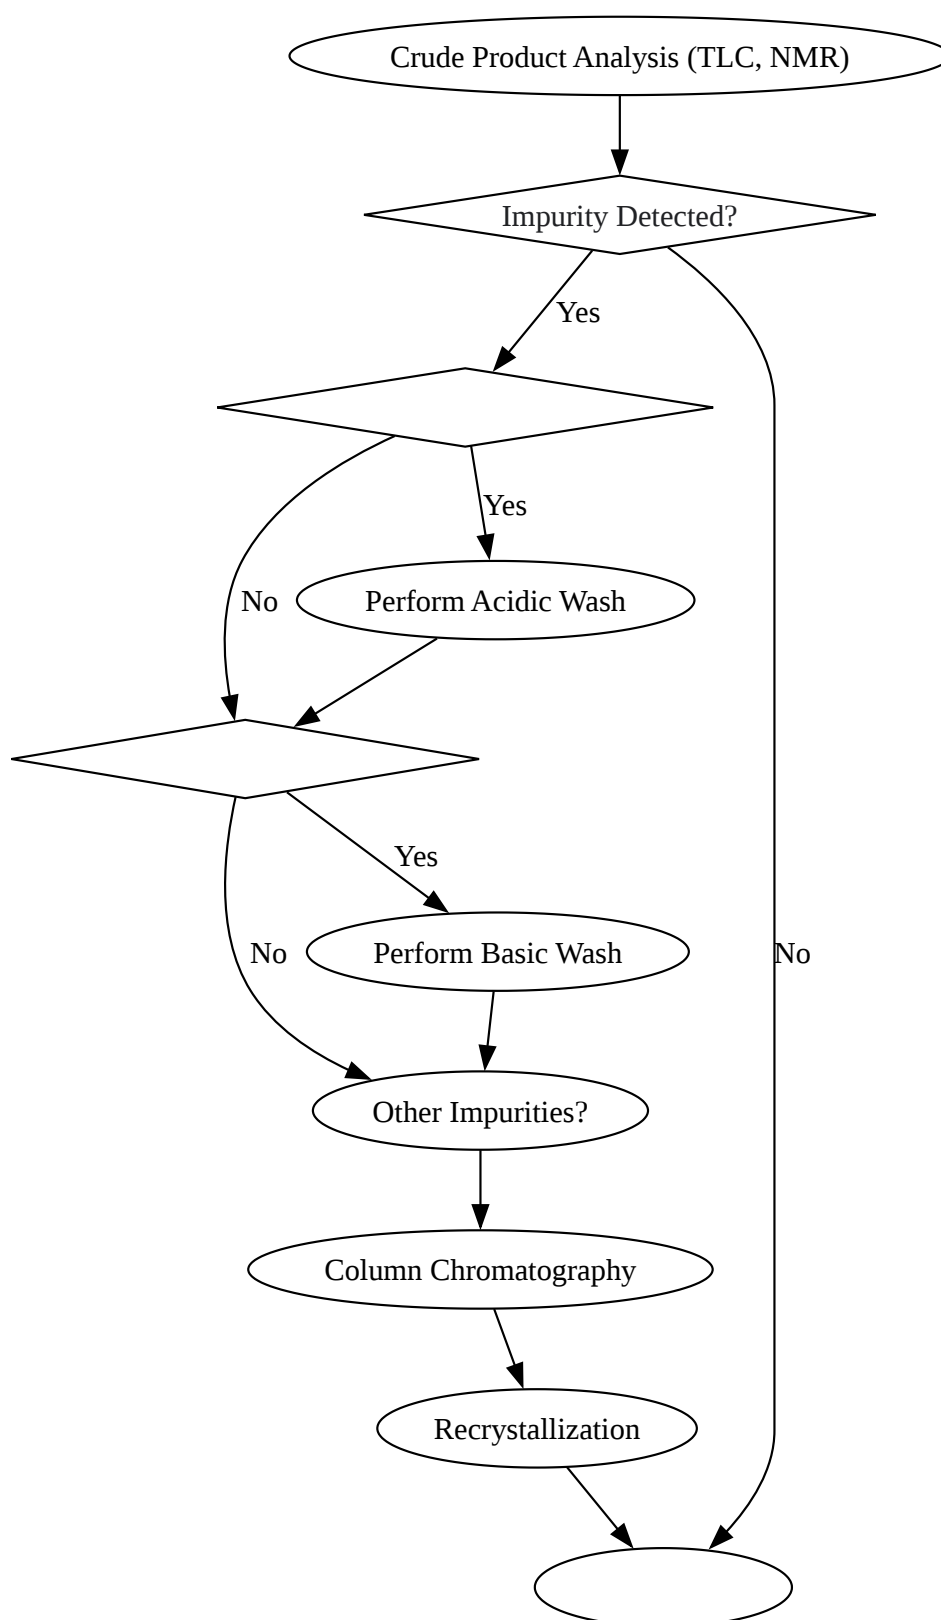 Crude Product Analysis (TLC, NMR)
Impurity Detected?
Yes
Yes
No
Perform Acidic Wash
Yes
No
Perform Basic Wash
No
Other Impurities?
Column Chromatography
Recrystallization